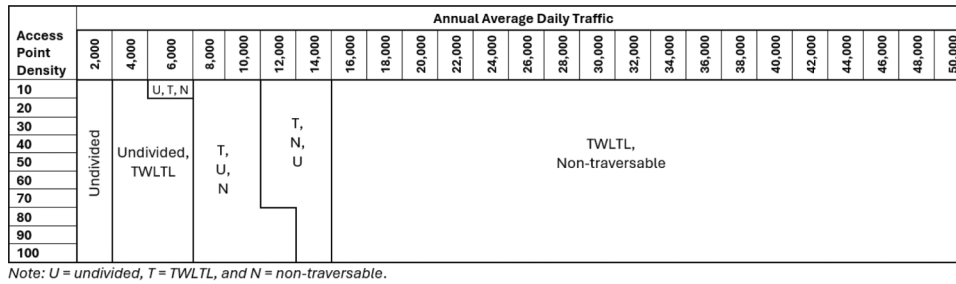 Annual Average Daily Traffic
Access
Point
Density
2,000
4,000
6,000
8,000
10,000
12,000
14,000
16,000
18,000
20,000
22,000
24,000
26,000
28,000
30,000
32,000
34,000
36,000
38,000
40,000
42,000
44,000
46,000
48,000
50,000
10
20
30
40
50
60
70
80
90
100
Undivided
U, T, N
Undivided,
TWLTL
T,
U,
N
T,
N,
U
TWLTL,
Non-traversable
Note: U = undivided, T = TWLTL, and N = non-traversable.